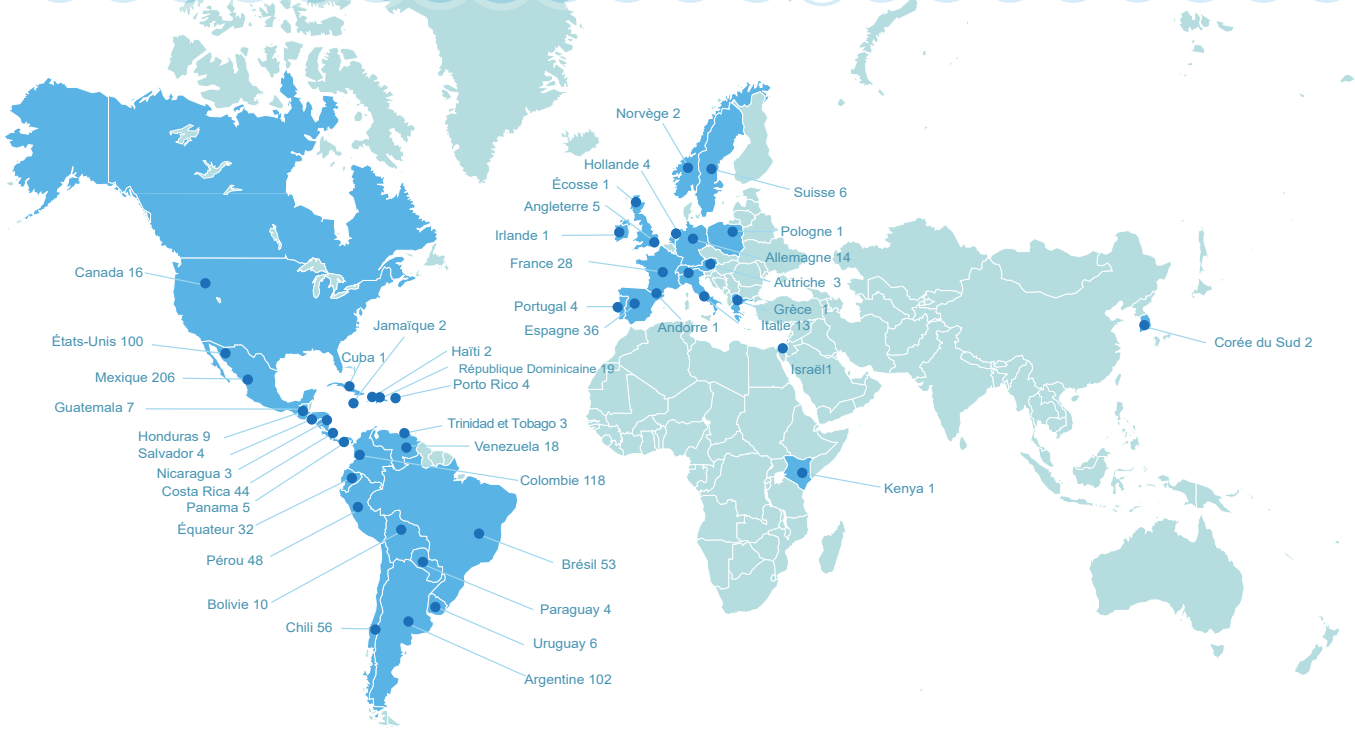 Norvège 2
Hollande 4
Écosse 1
Suisse 6
Angleterre 5
Irlande 1
Pologne 1
Allemagne 14
France 28
Canada 16
Autriche 3
Portugal 4
Grèce 1
Espagne 36
Andorre 1
Italie 13
Jamaïque 2
États-Unis 100
Corée du Sud 2
Cuba 1
Haïti 2
Israël1
République Dominicaine 19
Mexique 206
Porto Rico 4
Guatemala 7
Trinidad et Tobago 3
Honduras 9
Venezuela 18
Salvador 4
Nicaragua 3
Colombie 118
Kenya 1
Costa Rica 44
Panama 5
Équateur 32
Pérou 48
Brésil 53
Bolivie 10
Paraguay 4
Chili 56
Uruguay 6
Argentine 102